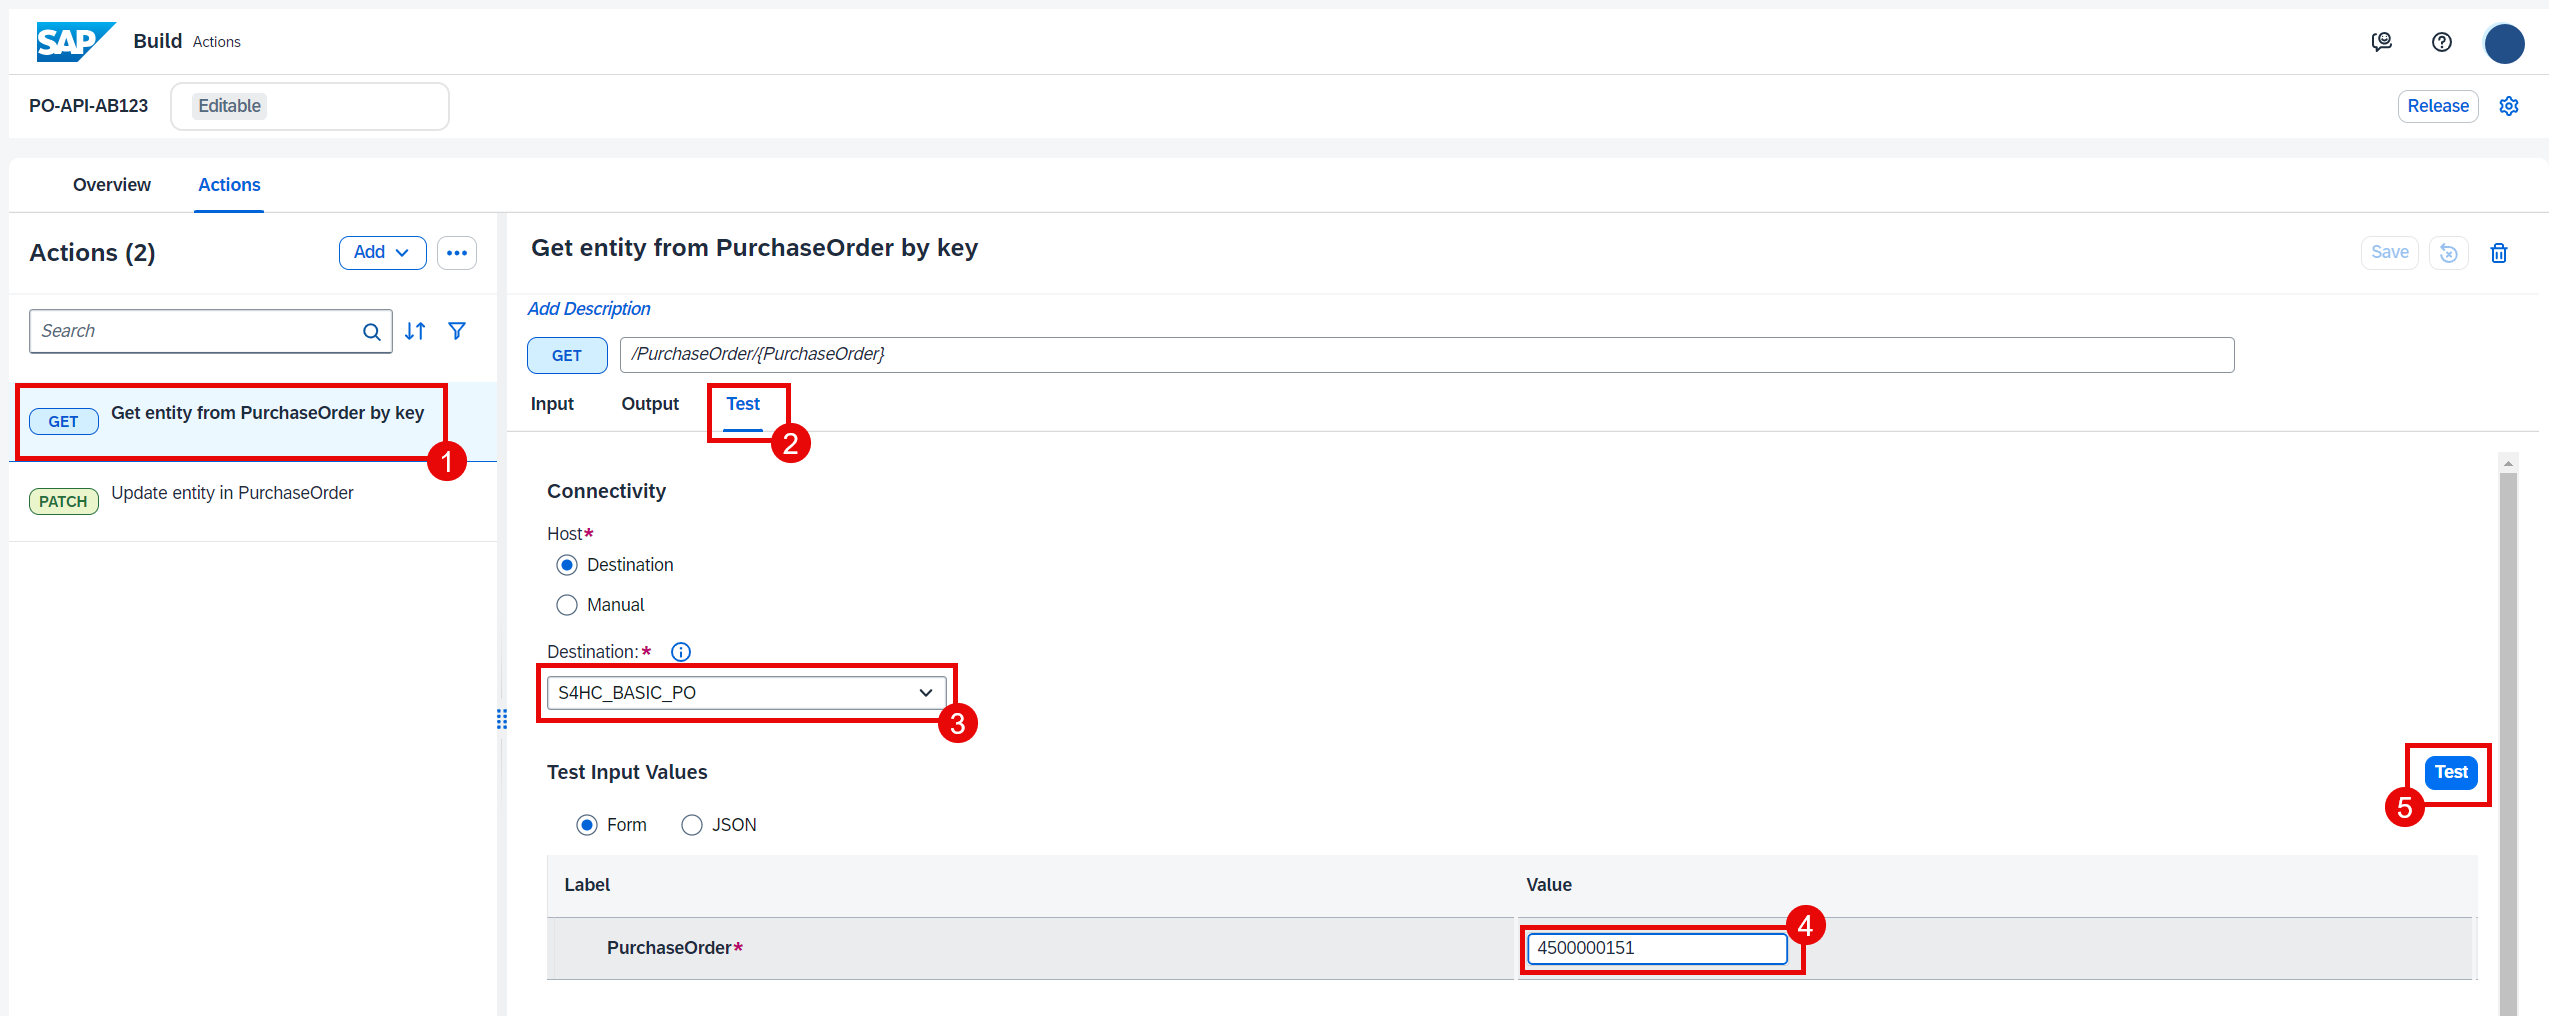 SAP Build Actions
PO-API-AB123 Editable Release
Overview Actions
Actions (2) Add
Get entity from PurchaseOrder by key Save
Add Description
Search
GET /PurchaseOrder/{PurchaseOrder}
GET Get entity from PurchaseOrder by key
1
PATCH Update entity in PurchaseOrder
Input Output Test
2
Connectivity
Host*
Destination
Manual
Destination:*
S4HC_BASIC_PO
3
Test Input Values Test
5
Form JSON
Label Value
PurchaseOrder* 4500000151
4